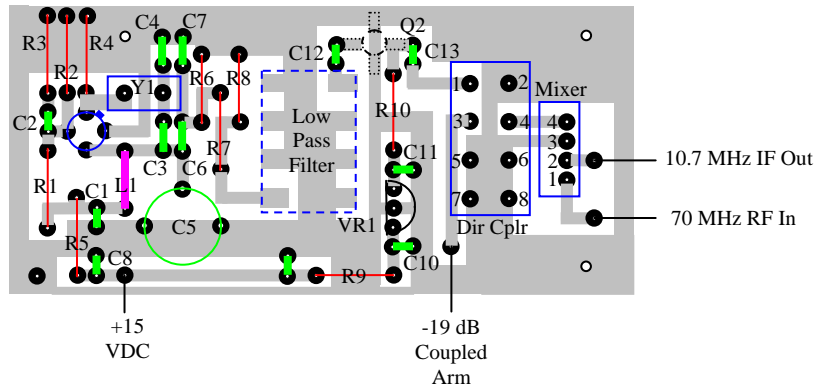 C4 C7
Q2
R3
R4
C12
C13
R2
R6
R8
Y1
1
2
Mixer
R10
C2
Low
Pass
Filter
3
4
4
3
R7
C11
5
6
2
10.7 MHz IF Out
R1
L1
C3
C6
1
C1
VR1
7
8
70 MHz RF In
C5
Dir Cplr
R5
C8
C10
R9
+15
VDC
-19 dB
Coupled
Arm